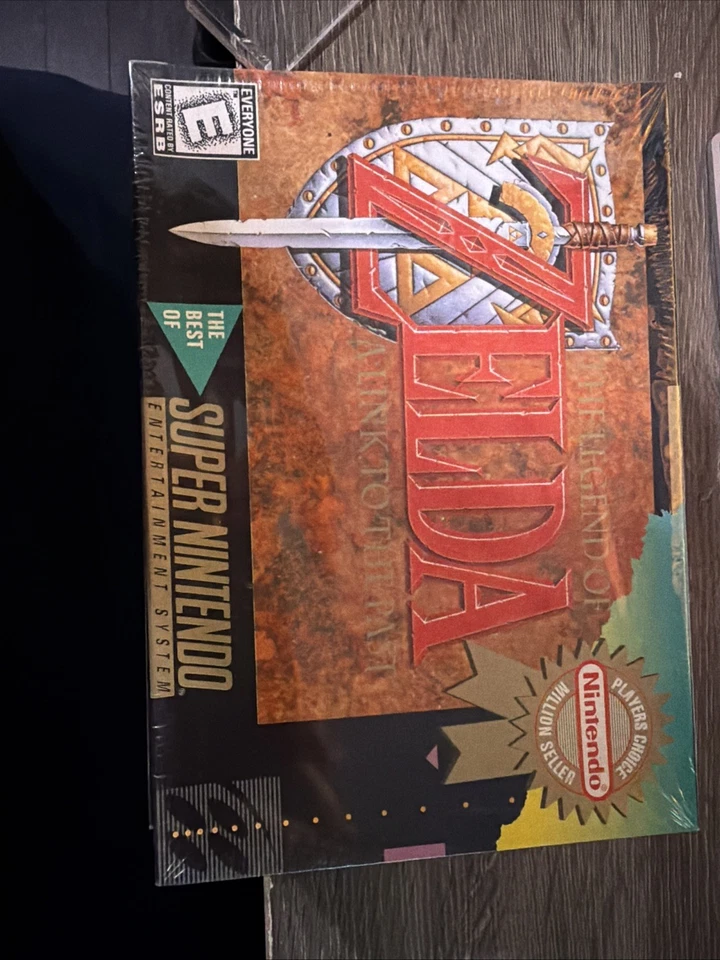 THE LEGEND OF
ZELDA
A LINK TO THE PAST
PLAYERS CHOICE
Nintendo®
MILLION SELLER
EVERYONE
E
CONTENT RATED BY
ESRB
THE
BEST
OF
SUPER NINTENDO
ENTERTAINMENT SYSTEM